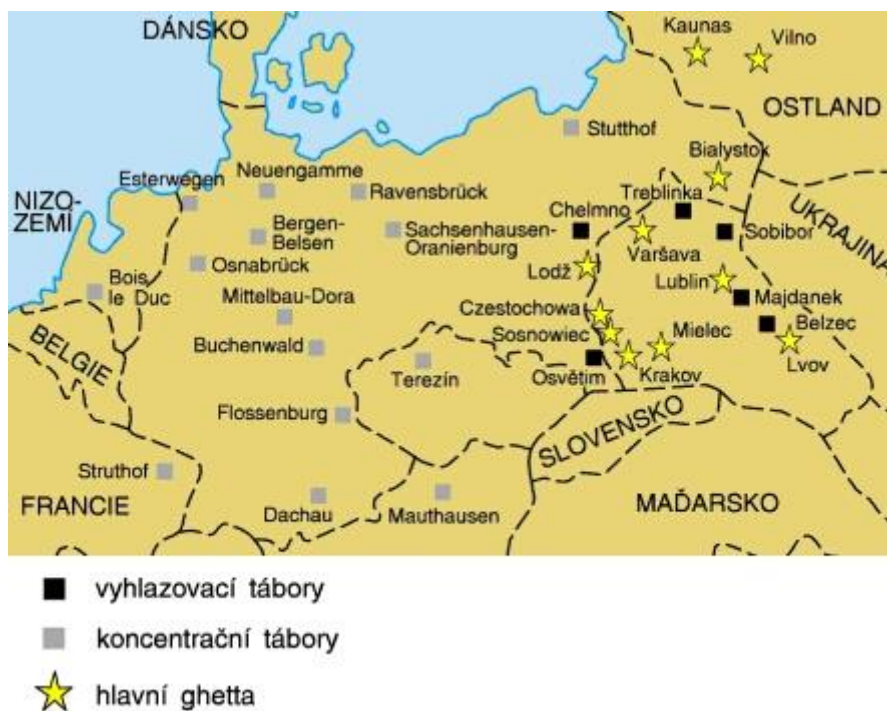 DÁNSKO
Kaunas
Vilno
OSTLAND
Stutthof
Bialystok
Esterwegen
Neuengamme
Ravensbrück
Treblinka
NIZO-
ZEMÍ
Chelmno
UKRAJINA
Bergen-
Belsen
Sachsenhausen-
Oranienburg
Varšava
Sobibor
Osnabrück
Lodž
Lublin
Bois
le Duc
Mittelbau-Dora
Czestochowa
Majdanek
BELGIE
Buchenwald
Sosnowiec
Mielec
Belzec
Terezín
Osvětim
Krakov
Lvov
Flossenburg
SLOVENSKO
Struthof
FRANCIE
Dachau
Mauthausen
MAĎARSKO
vyhlazovací tábory
koncentrační tábory
hlavní ghetta